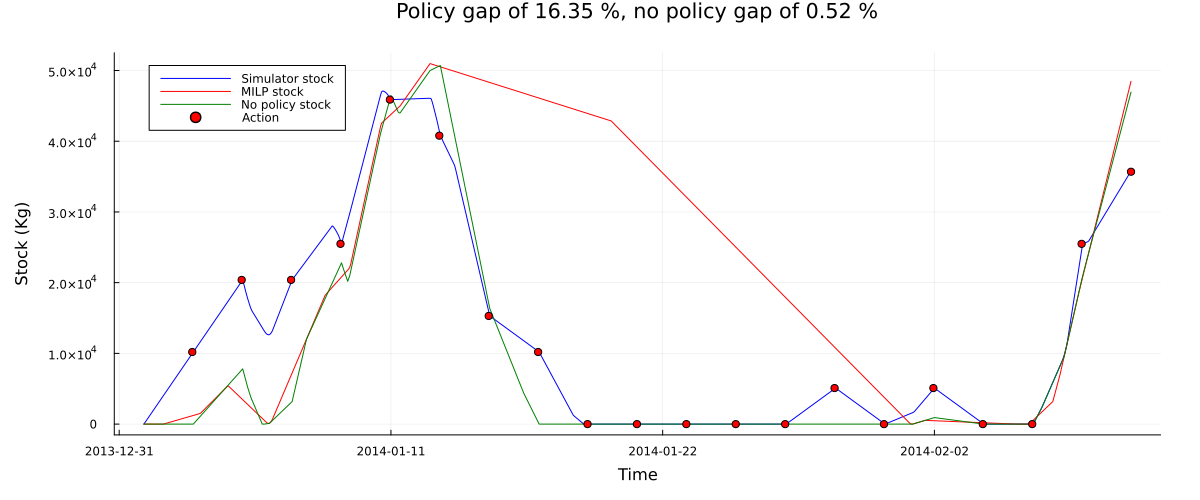 Policy gap of 16.35 %, no policy gap of 0.52 %
Simulator stock
MILP stock
No policy stock
Action
Stock (Kg)
5.0×10⁴
4.0×10⁴
3.0×10⁴
2.0×10⁴
1.0×10⁴
0
2013-12-31
2014-01-11
2014-01-22
2014-02-02
Time